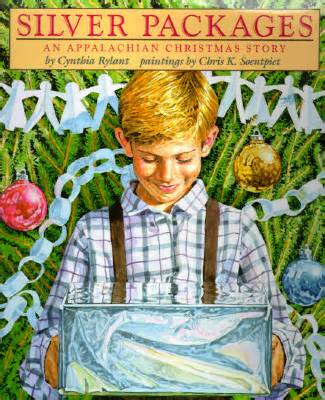 SILVER PACKAGES
AN APPALACHIAN CHRISTMAS STORY
by Cynthia Rylant paintings by Chris K. Soentpiet